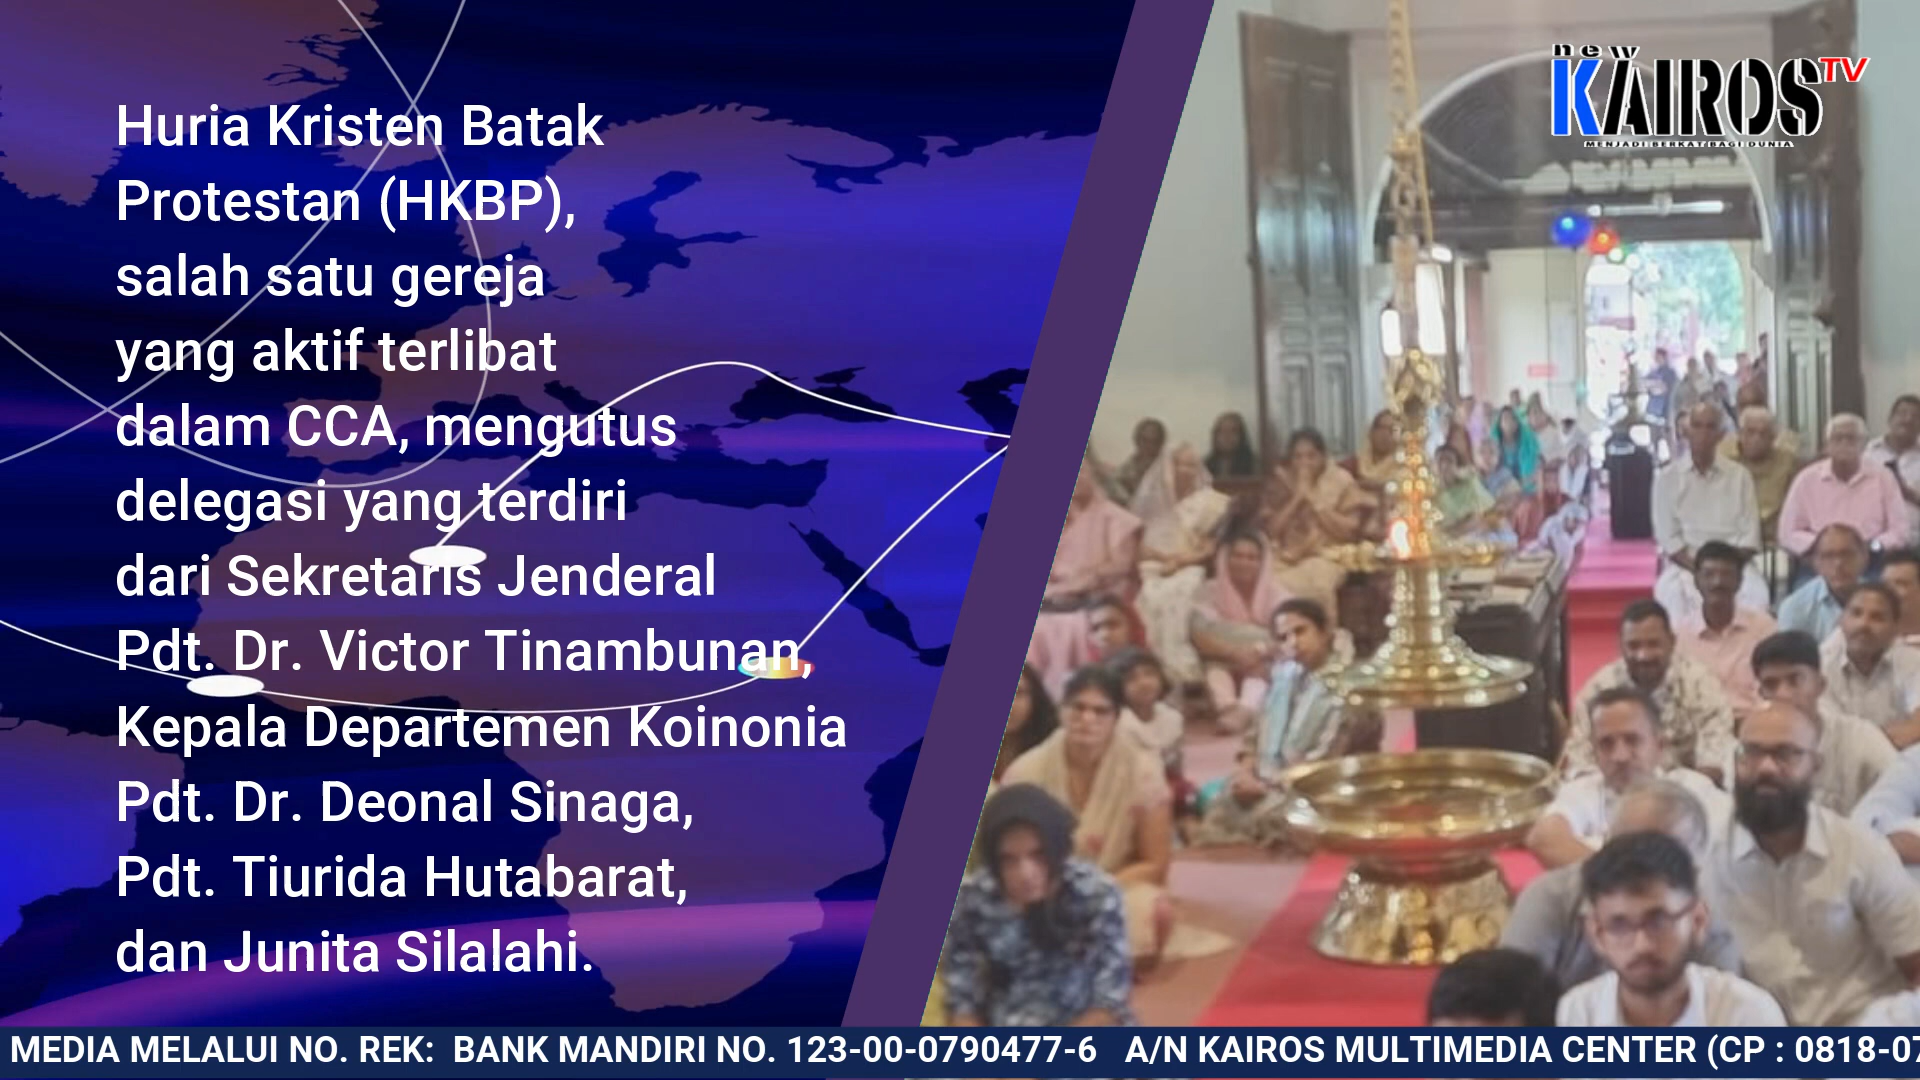 Huria Kristen Batak
Protestan (HKBP),
salah satu gereja
yang aktif terlibat
dalam CCA, mengutus
delegasi yang terdiri
dari Sekretaris Jenderal
Pdt. Dr. Victor Tinambunan,
Kepala Departemen Koinonia
Pdt. Dr. Deonal Sinaga,
Pdt. Tiurida Hutabarat,
dan Junita Silalahi.
new
KAIROS TV
MENJADI BERKAT BAGI DUNIA
MEDIA MELALUI NO. REK: BANK MANDIRI NO. 123-00-0790477-6 A/N KAIROS MULTIMEDIA CENTER (CP : 0818-07